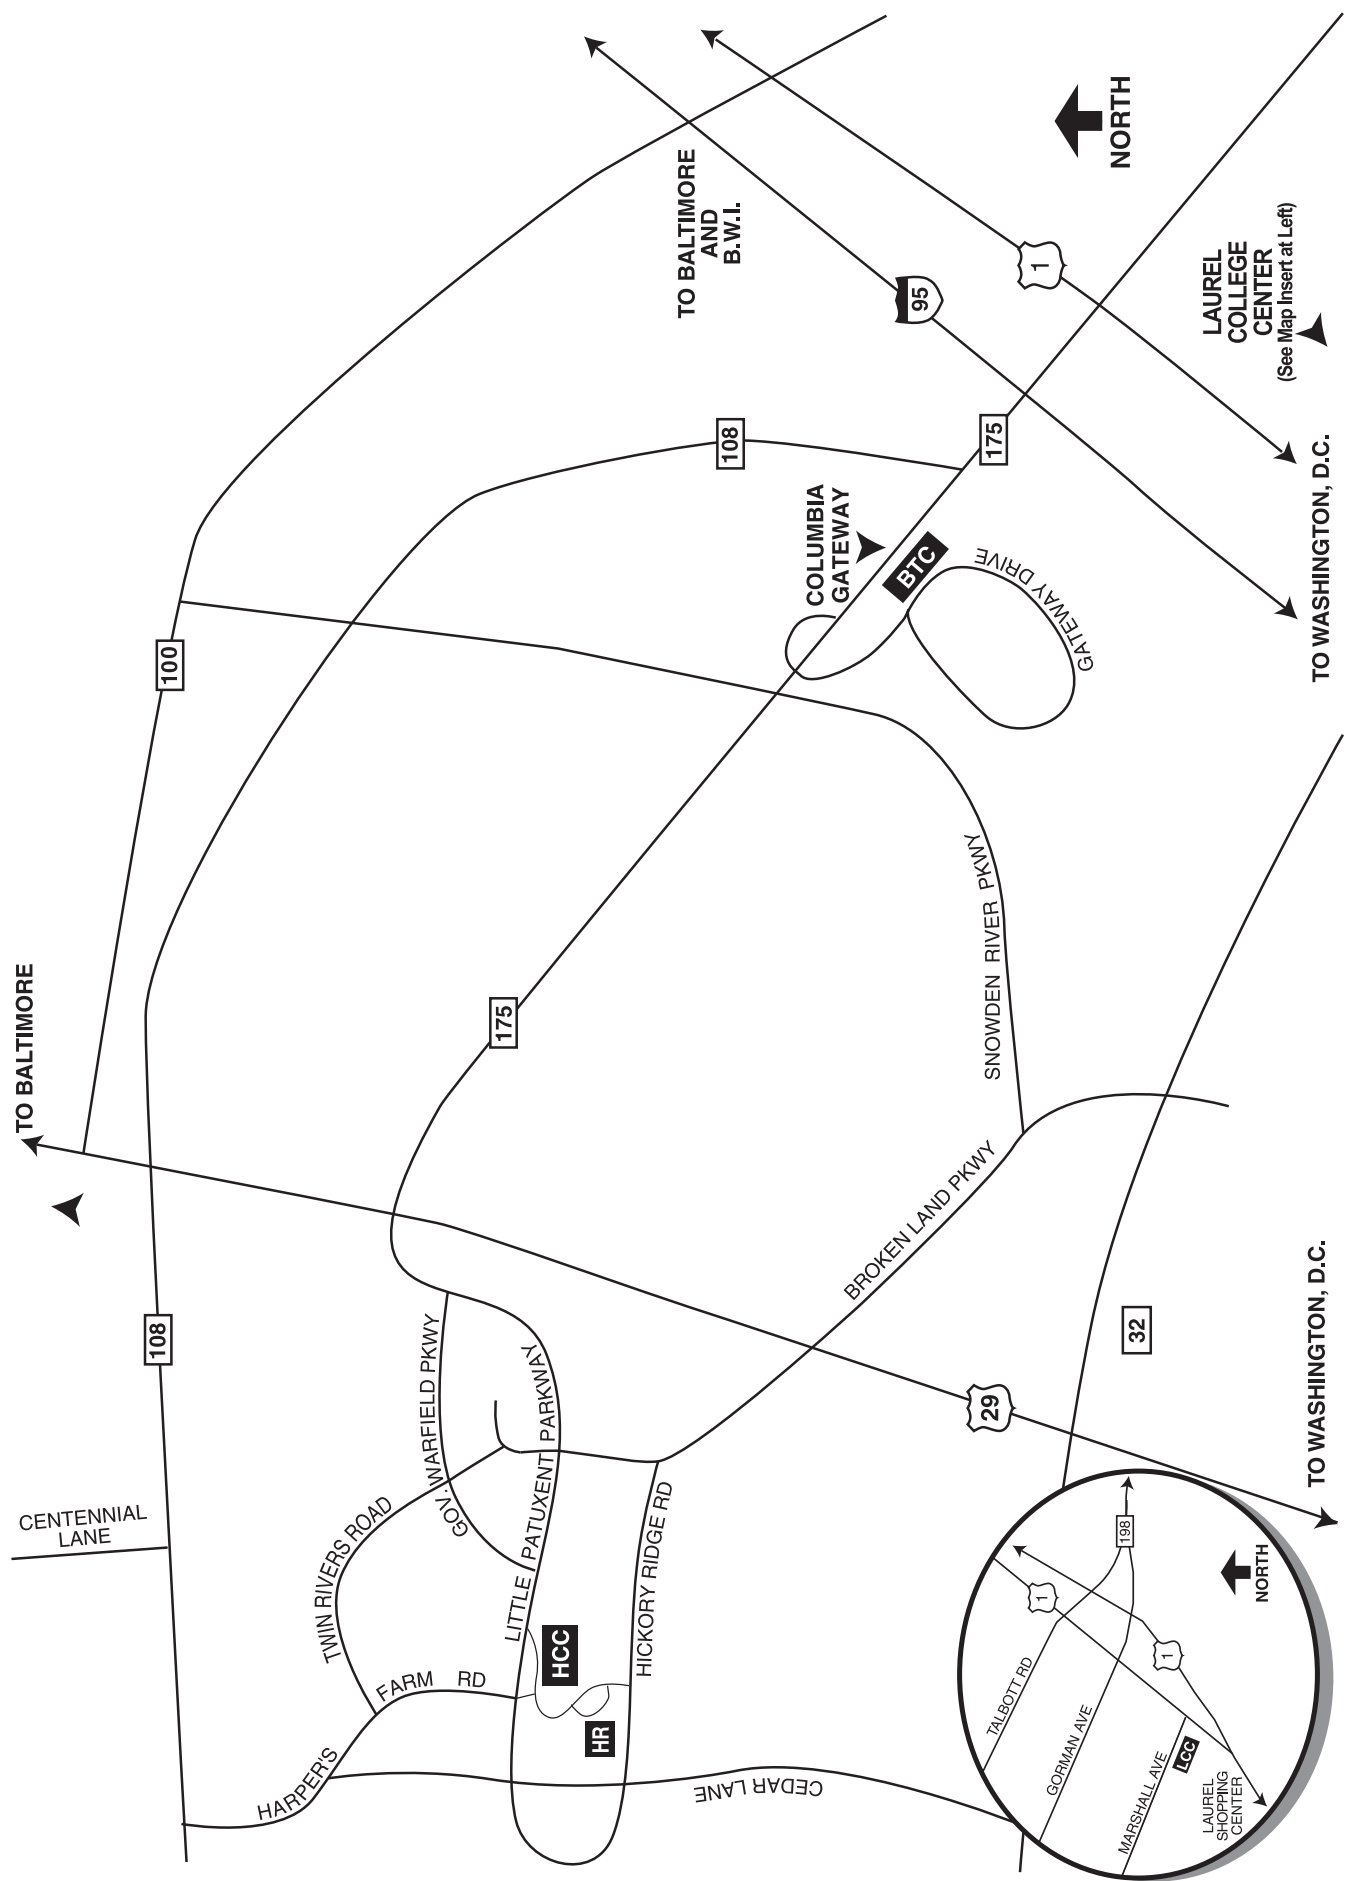 CENTENNIAL
LANE
108
TO BALTIMORE
100
HARPER'S
FARM RD
TWIN RIVERS ROAD
GOV. WARFIELD PKWY
LITTLE PATUXENT PARKWAY
HCC
HR
HICKORY RIDGE RD
CEDAR LANE
175
BROKEN LAND PKWY
SNOWDEN RIVER PKWY
29
32
TO WASHINGTON, D.C.
108
COLUMBIA
GATEWAY
BTC
GATEWAY DRIVE
175
TO BALTIMORE
AND
B.W.I.
95
1
NORTH
LAUREL
COLLEGE
CENTER
(See Map Insert at Left)
TO WASHINGTON, D.C.
TALBOTT RD
GORMAN AVE
MARSHALL AVE
LCC
LAUREL
SHOPPING
CENTER
1
1
198
NORTH